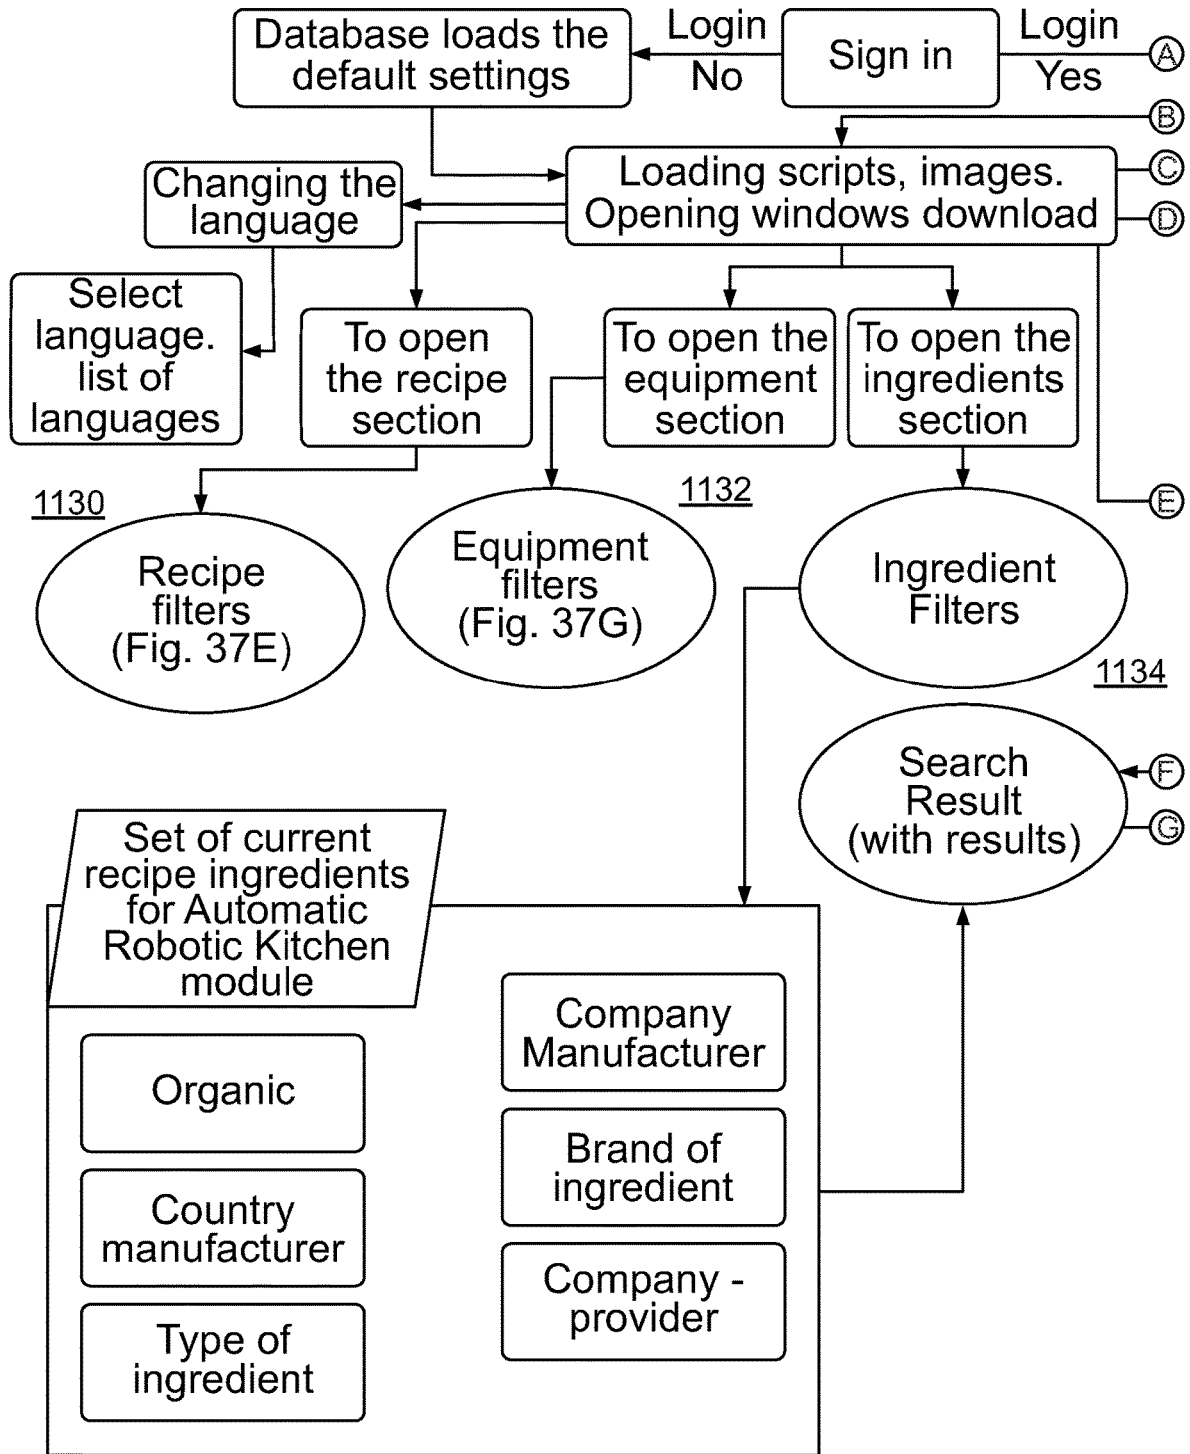 Database loads the
default settings
Login
No
Sign in
Login
Yes
A
B
Loading scripts, images.
Opening windows download
C
D
Changing the
language
Select
language.
list of
languages
To open
the recipe
section
To open the
equipment
section
To open the
ingredients
section
1130
1132
E
Recipe
filters
(Fig. 37E)
Equipment
filters
(Fig. 37G)
Ingredient
Filters
1134
Search
Result
(with results)
F
G
Set of current
recipe ingredients
for Automatic
Robotic Kitchen
module
Organic
Country
manufacturer
Type of
ingredient
Company
Manufacturer
Brand of
ingredient
Company -
provider